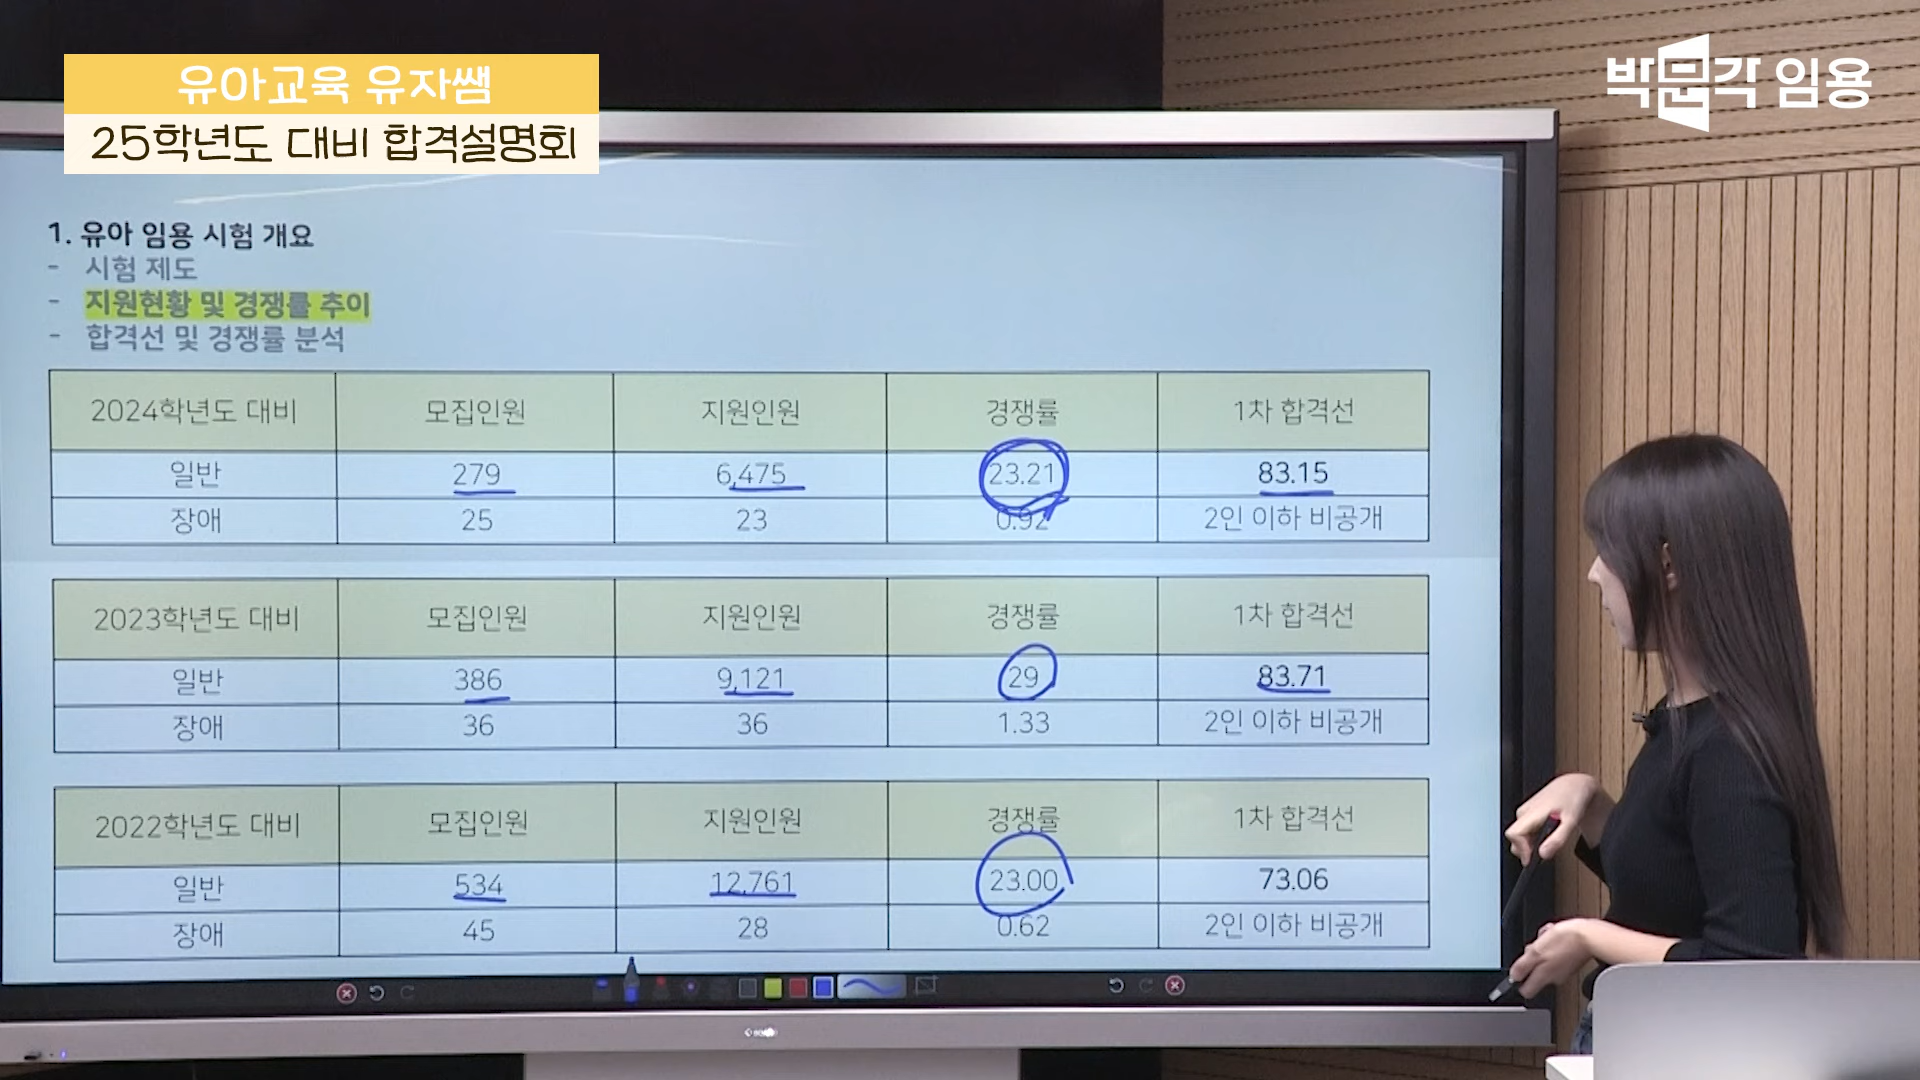 유아교육 유자쌤
25학년도 대비 합격설명회
박문각 임용
1. 유아 임용 시험 개요
- 시험 제도
- 지원현황 및 경쟁률 추이
- 합격선 및 경쟁률 분석
2024학년도 대비 모집인원 지원인원 경쟁률 1차 합격선
일반 279 6,475 23.21 83.15
장애 25 23 0.92 2인 이하 비공개
2023학년도 대비 모집인원 지원인원 경쟁률 1차 합격선
일반 386 9,121 29 83.71
장애 36 36 1.33 2인 이하 비공개
2022학년도 대비 모집인원 지원인원 경쟁률 1차 합격선
일반 534 12,761 23.00 73.06
장애 45 28 0.62 2인 이하 비공개